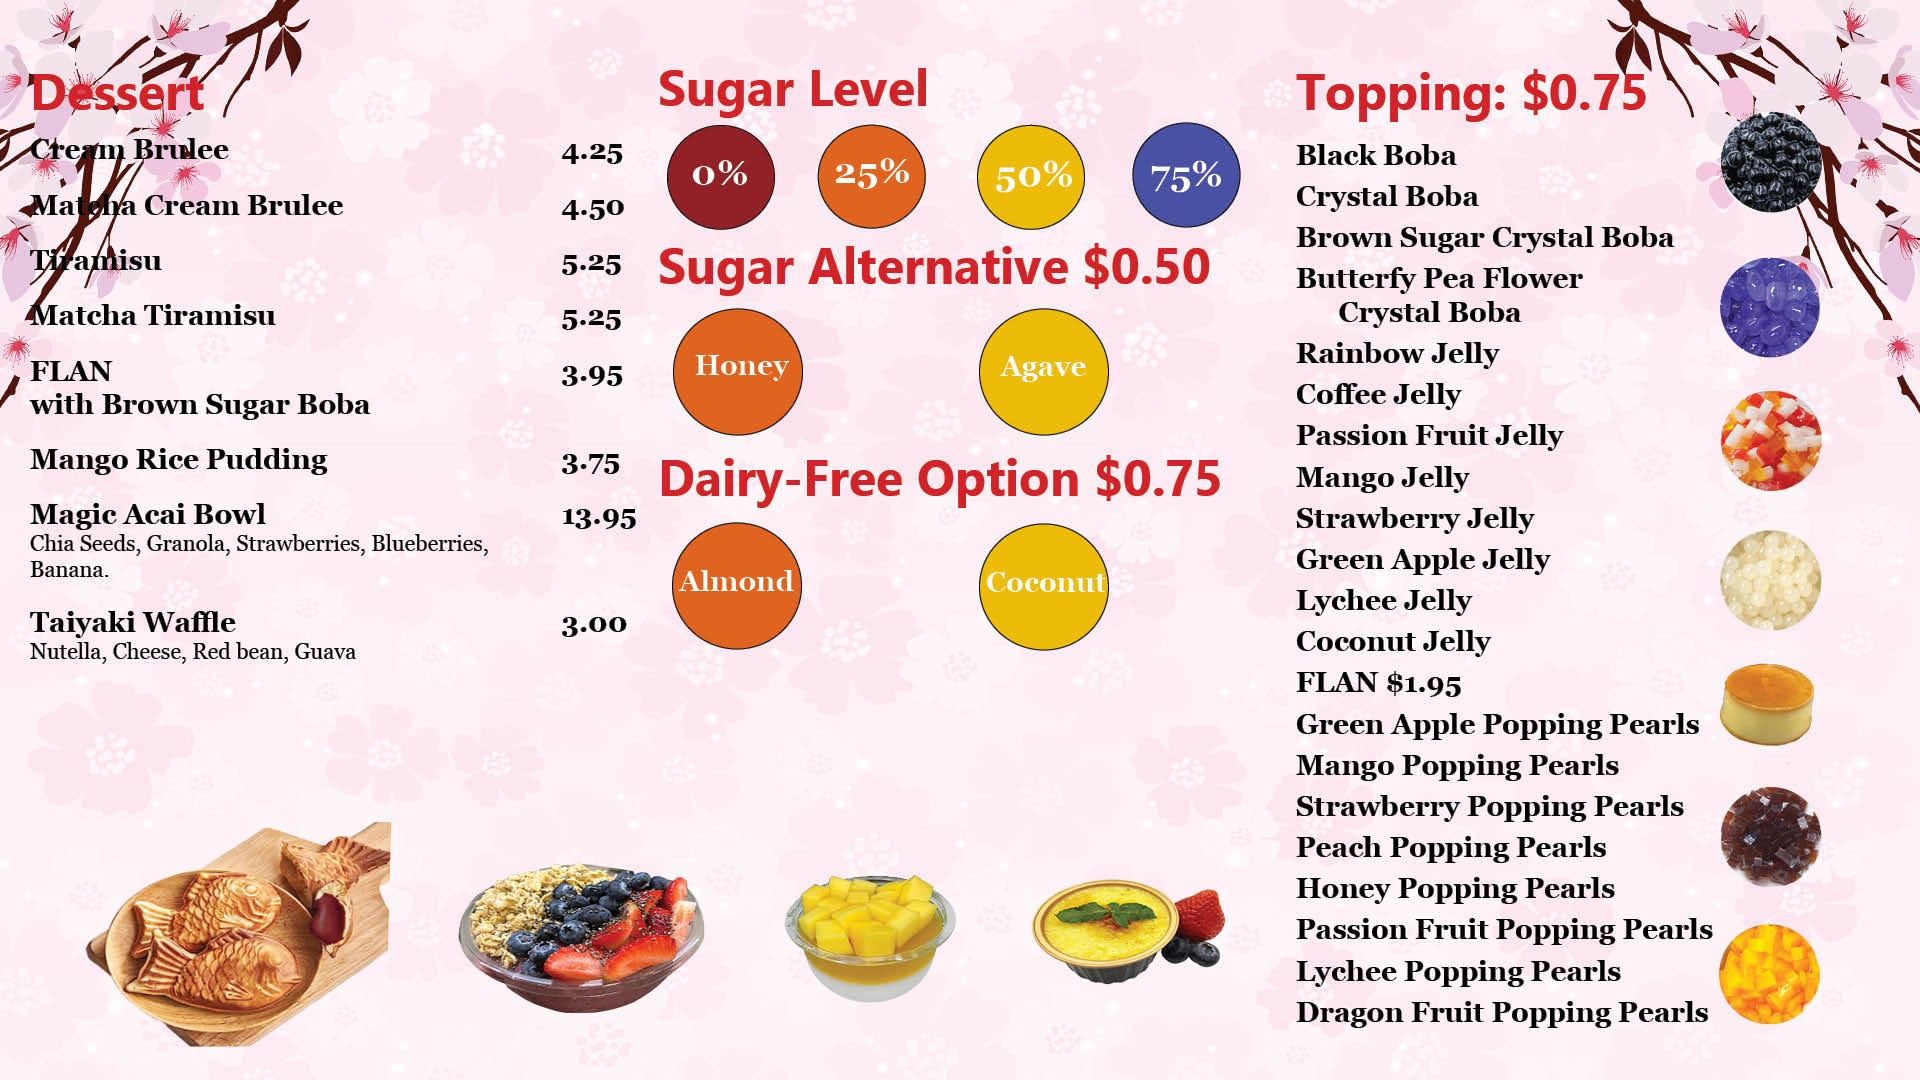 Dessert
Cream Brulee 4.25
Matcha Cream Brulee 4.50
Tiramisu 5.25
Matcha Tiramisu 5.25
FLAN 3.95
with Brown Sugar Boba
Mango Rice Pudding 3.75
Magic Acai Bowl 13.95
Chia Seeds, Granola, Strawberries, Blueberries,
Banana.
Taiyaki Waffle 3.00
Nutella, Cheese, Red bean, Guava
Sugar Level
0% 25% 50% 75%
Sugar Alternative $0.50
Honey Agave
Dairy-Free Option $0.75
Almond Coconut
Topping: $0.75
Black Boba
Crystal Boba
Brown Sugar Crystal Boba
Butterfy Pea Flower
Crystal Boba
Rainbow Jelly
Coffee Jelly
Passion Fruit Jelly
Mango Jelly
Strawberry Jelly
Green Apple Jelly
Lychee Jelly
Coconut Jelly
FLAN $1.95
Green Apple Popping Pearls
Mango Popping Pearls
Strawberry Popping Pearls
Peach Popping Pearls
Honey Popping Pearls
Passion Fruit Popping Pearls
Lychee Popping Pearls
Dragon Fruit Popping Pearls